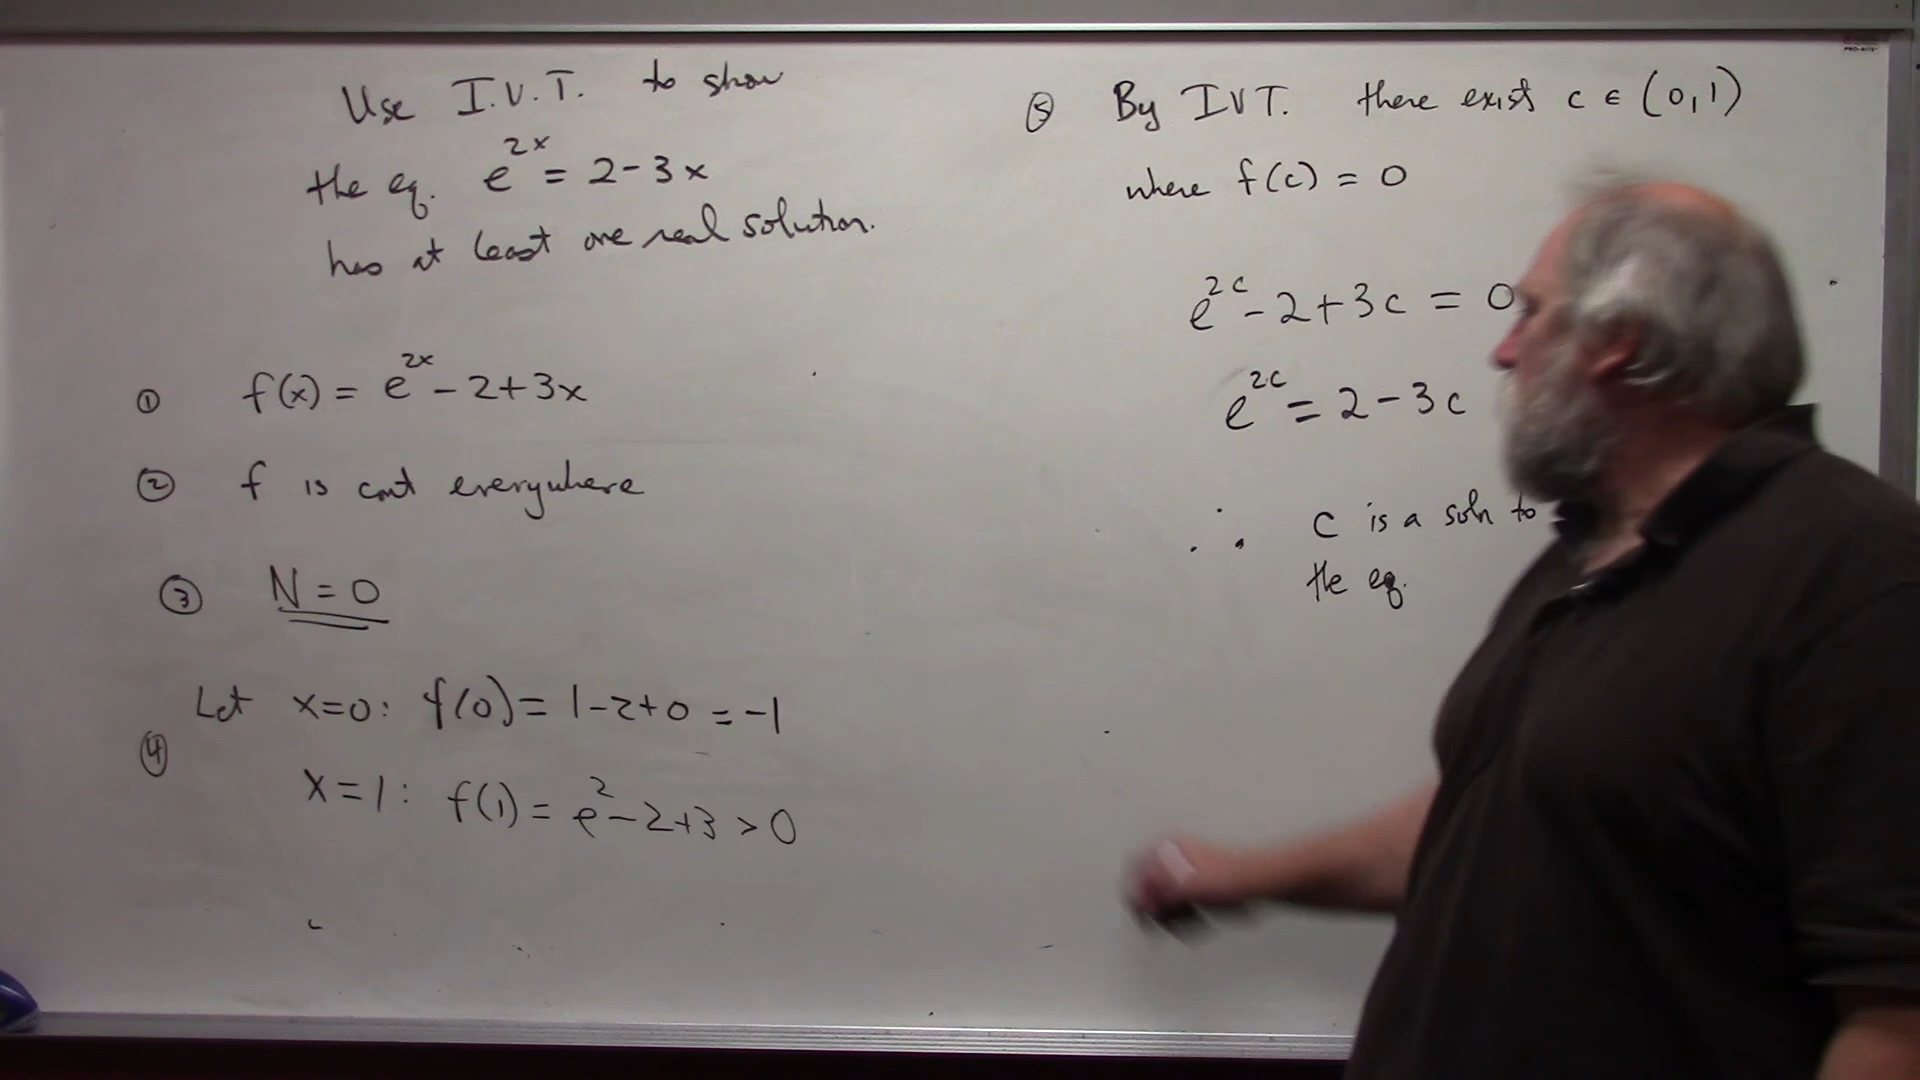 Use I.V.T. to show
the eq. e^{2x} = 2-3x
has at least one real solution.
① f(x) = e^{2x} - 2+3x
② f is cont everywhere
③ N = 0
Let x=0: f(0) = 1-2+0 = -1
④
x=1: f(1) = e^2-2+3 > 0
⑤ By IVT. there exist c ∈ (0,1)
where f(c) = 0
e^{2c} - 2+3c = 0
e^{2c} = 2-3c
∴ c is a soln to
the eq.